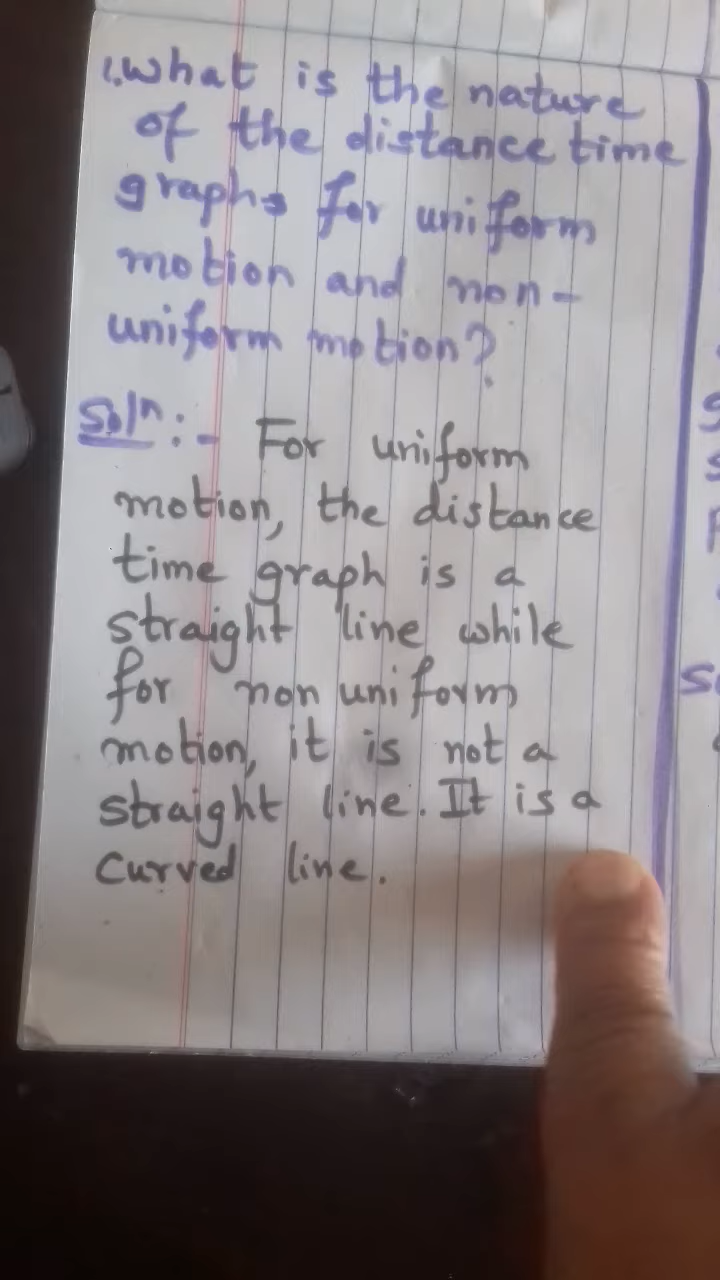 1. What is the nature
of the distance time
graphs for uniform
motion and non-
uniform motion?
Soln:- For uniform
motion, the distance
time graph is a
straight line while
for non uniform
motion, it is not a
straight line. It is a
curved line.